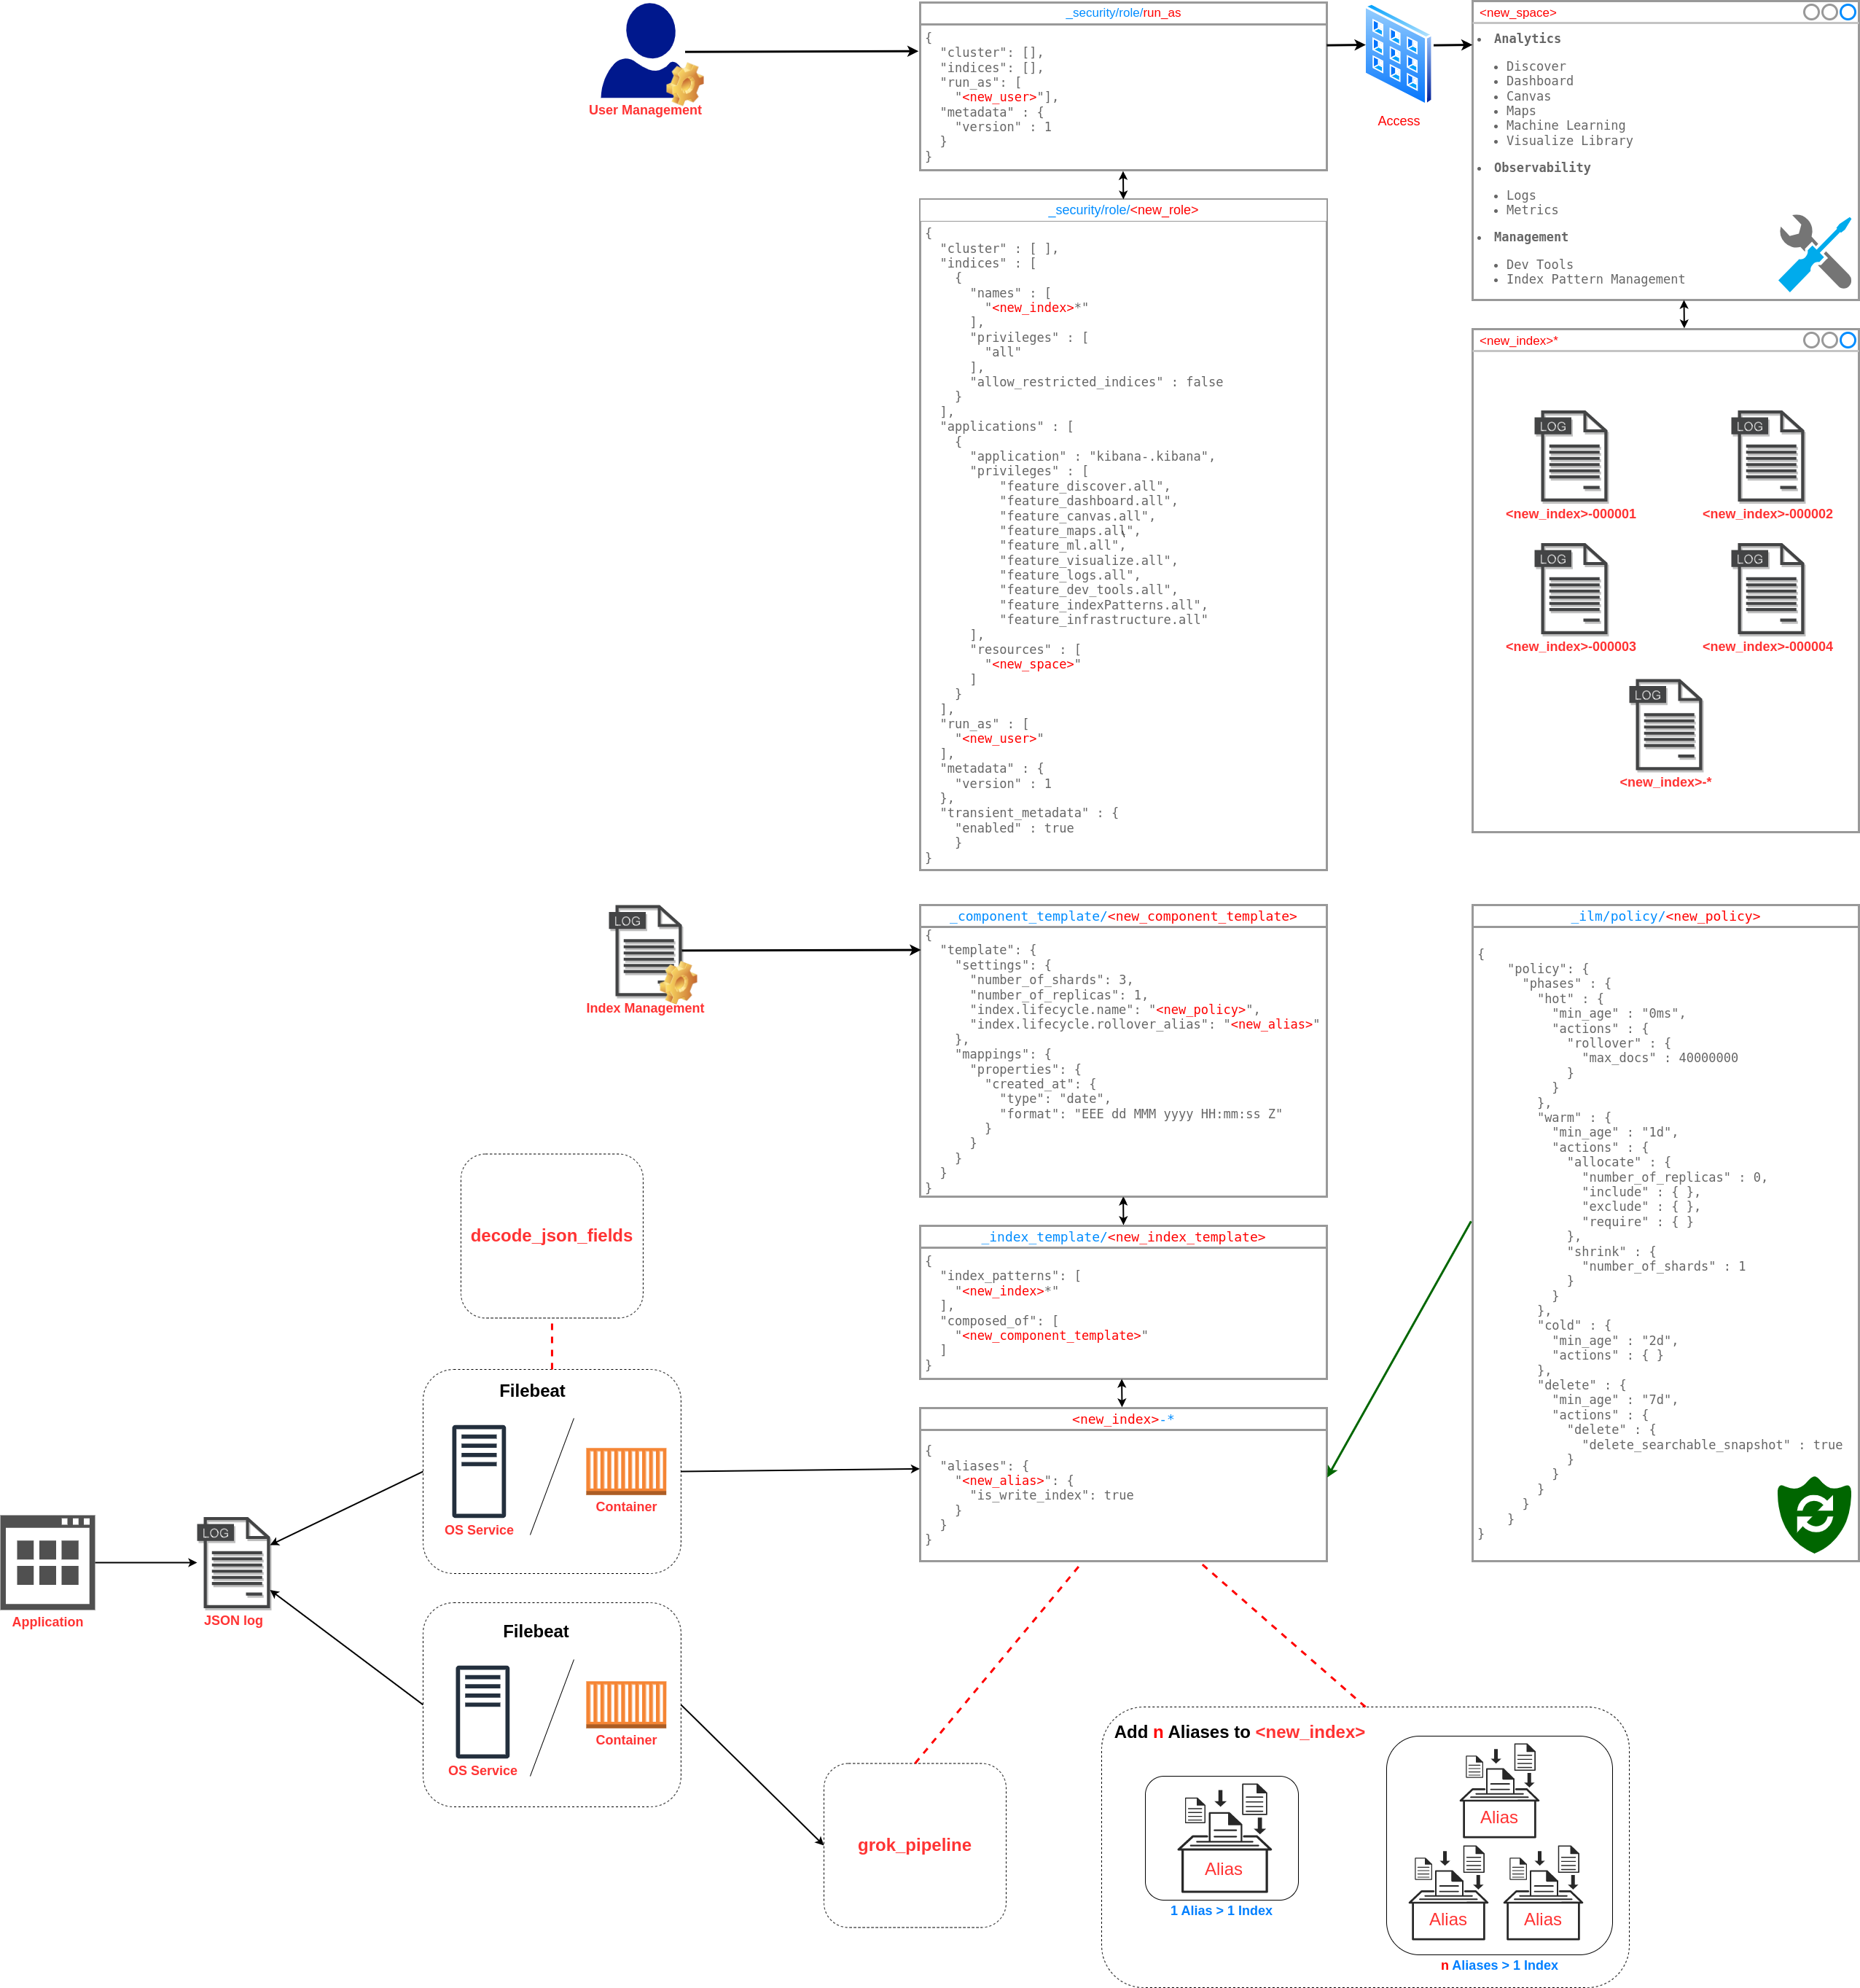 User Management
_security/role/run_as
{
  "cluster": [],
  "indices": [],
  "run_as": [
    "<new_user>"],
  "metadata" : {
    "version" : 1
  }
}
Access
<new_space>
Analytics
Discover
Dashboard
Canvas
Maps
Machine Learning
Visualize Library
Observability
Logs
Metrics
Management
Dev Tools
Index Pattern Management
_security/role/<new_role>
{
  "cluster" : [ ],
  "indices" : [
    {
      "names" : [
        "<new_index>*"
      ],
      "privileges" : [
        "all"
      ],
      "allow_restricted_indices" : false
    }
  ],
  "applications" : [
    {
      "application" : "kibana-.kibana",
      "privileges" : [
          "feature_discover.all",
          "feature_dashboard.all",
          "feature_canvas.all",
          "feature_maps.all",
          "feature_ml.all",
          "feature_visualize.all",
          "feature_logs.all",
          "feature_dev_tools.all",
          "feature_indexPatterns.all",
          "feature_infrastructure.all"
      ],
      "resources" : [
        "<new_space>"
      ]
    }
  ],
  "run_as" : [
    "<new_user>"
  ],
  "metadata" : {
    "version" : 1
  },
  "transient_metadata" : {
    "enabled" : true
    }
}
<new_index>*
LOG
LOG
<new_index>-000001
<new_index>-000002
LOG
LOG
<new_index>-000003
<new_index>-000004
LOG
<new_index>-*
LOG
Index Management
_component_template/<new_component_template>
{
  "template": {
    "settings": {
      "number_of_shards": 3,
      "number_of_replicas": 1,
      "index.lifecycle.name": "<new_policy>",
      "index.lifecycle.rollover_alias": "<new_alias>"
    },
    "mappings": {
      "properties": {
        "created_at": {
          "type": "date",
          "format": "EEE dd MMM yyyy HH:mm:ss Z"
        }
      }
    }
  }
}
_ilm/policy/<new_policy>
{
    "policy": {
      "phases" : {
        "hot" : {
          "min_age" : "0ms",
          "actions" : {
            "rollover" : {
              "max_docs" : 40000000
            }
          }
        },
        "warm" : {
          "min_age" : "1d",
          "actions" : {
            "allocate" : {
              "number_of_replicas" : 0,
              "include" : { },
              "exclude" : { },
              "require" : { }
            },
            "shrink" : {
              "number_of_shards" : 1
            }
          }
        },
        "cold" : {
          "min_age" : "2d",
          "actions" : { }
        },
        "delete" : {
          "min_age" : "7d",
          "actions" : {
            "delete" : {
              "delete_searchable_snapshot" : true
            }
          }
        }
      }
    }
}
_index_template/<new_index_template>
{
  "index_patterns": [
    "<new_index>*"
  ],
  "composed_of": [
    "<new_component_template>"
  ]
}
<new_index>-*
{
  "aliases": {
    "<new_alias>": {
      "is_write_index": true
    }
  }
}
decode_json_fields
Filebeat
OS Service
Container
Application
LOG
JSON log
Filebeat
OS Service
Container
grok_pipeline
Add n Aliases to <new_index>
Alias
1 Alias > 1 Index
Alias
Alias
Alias
n Aliases > 1 Index